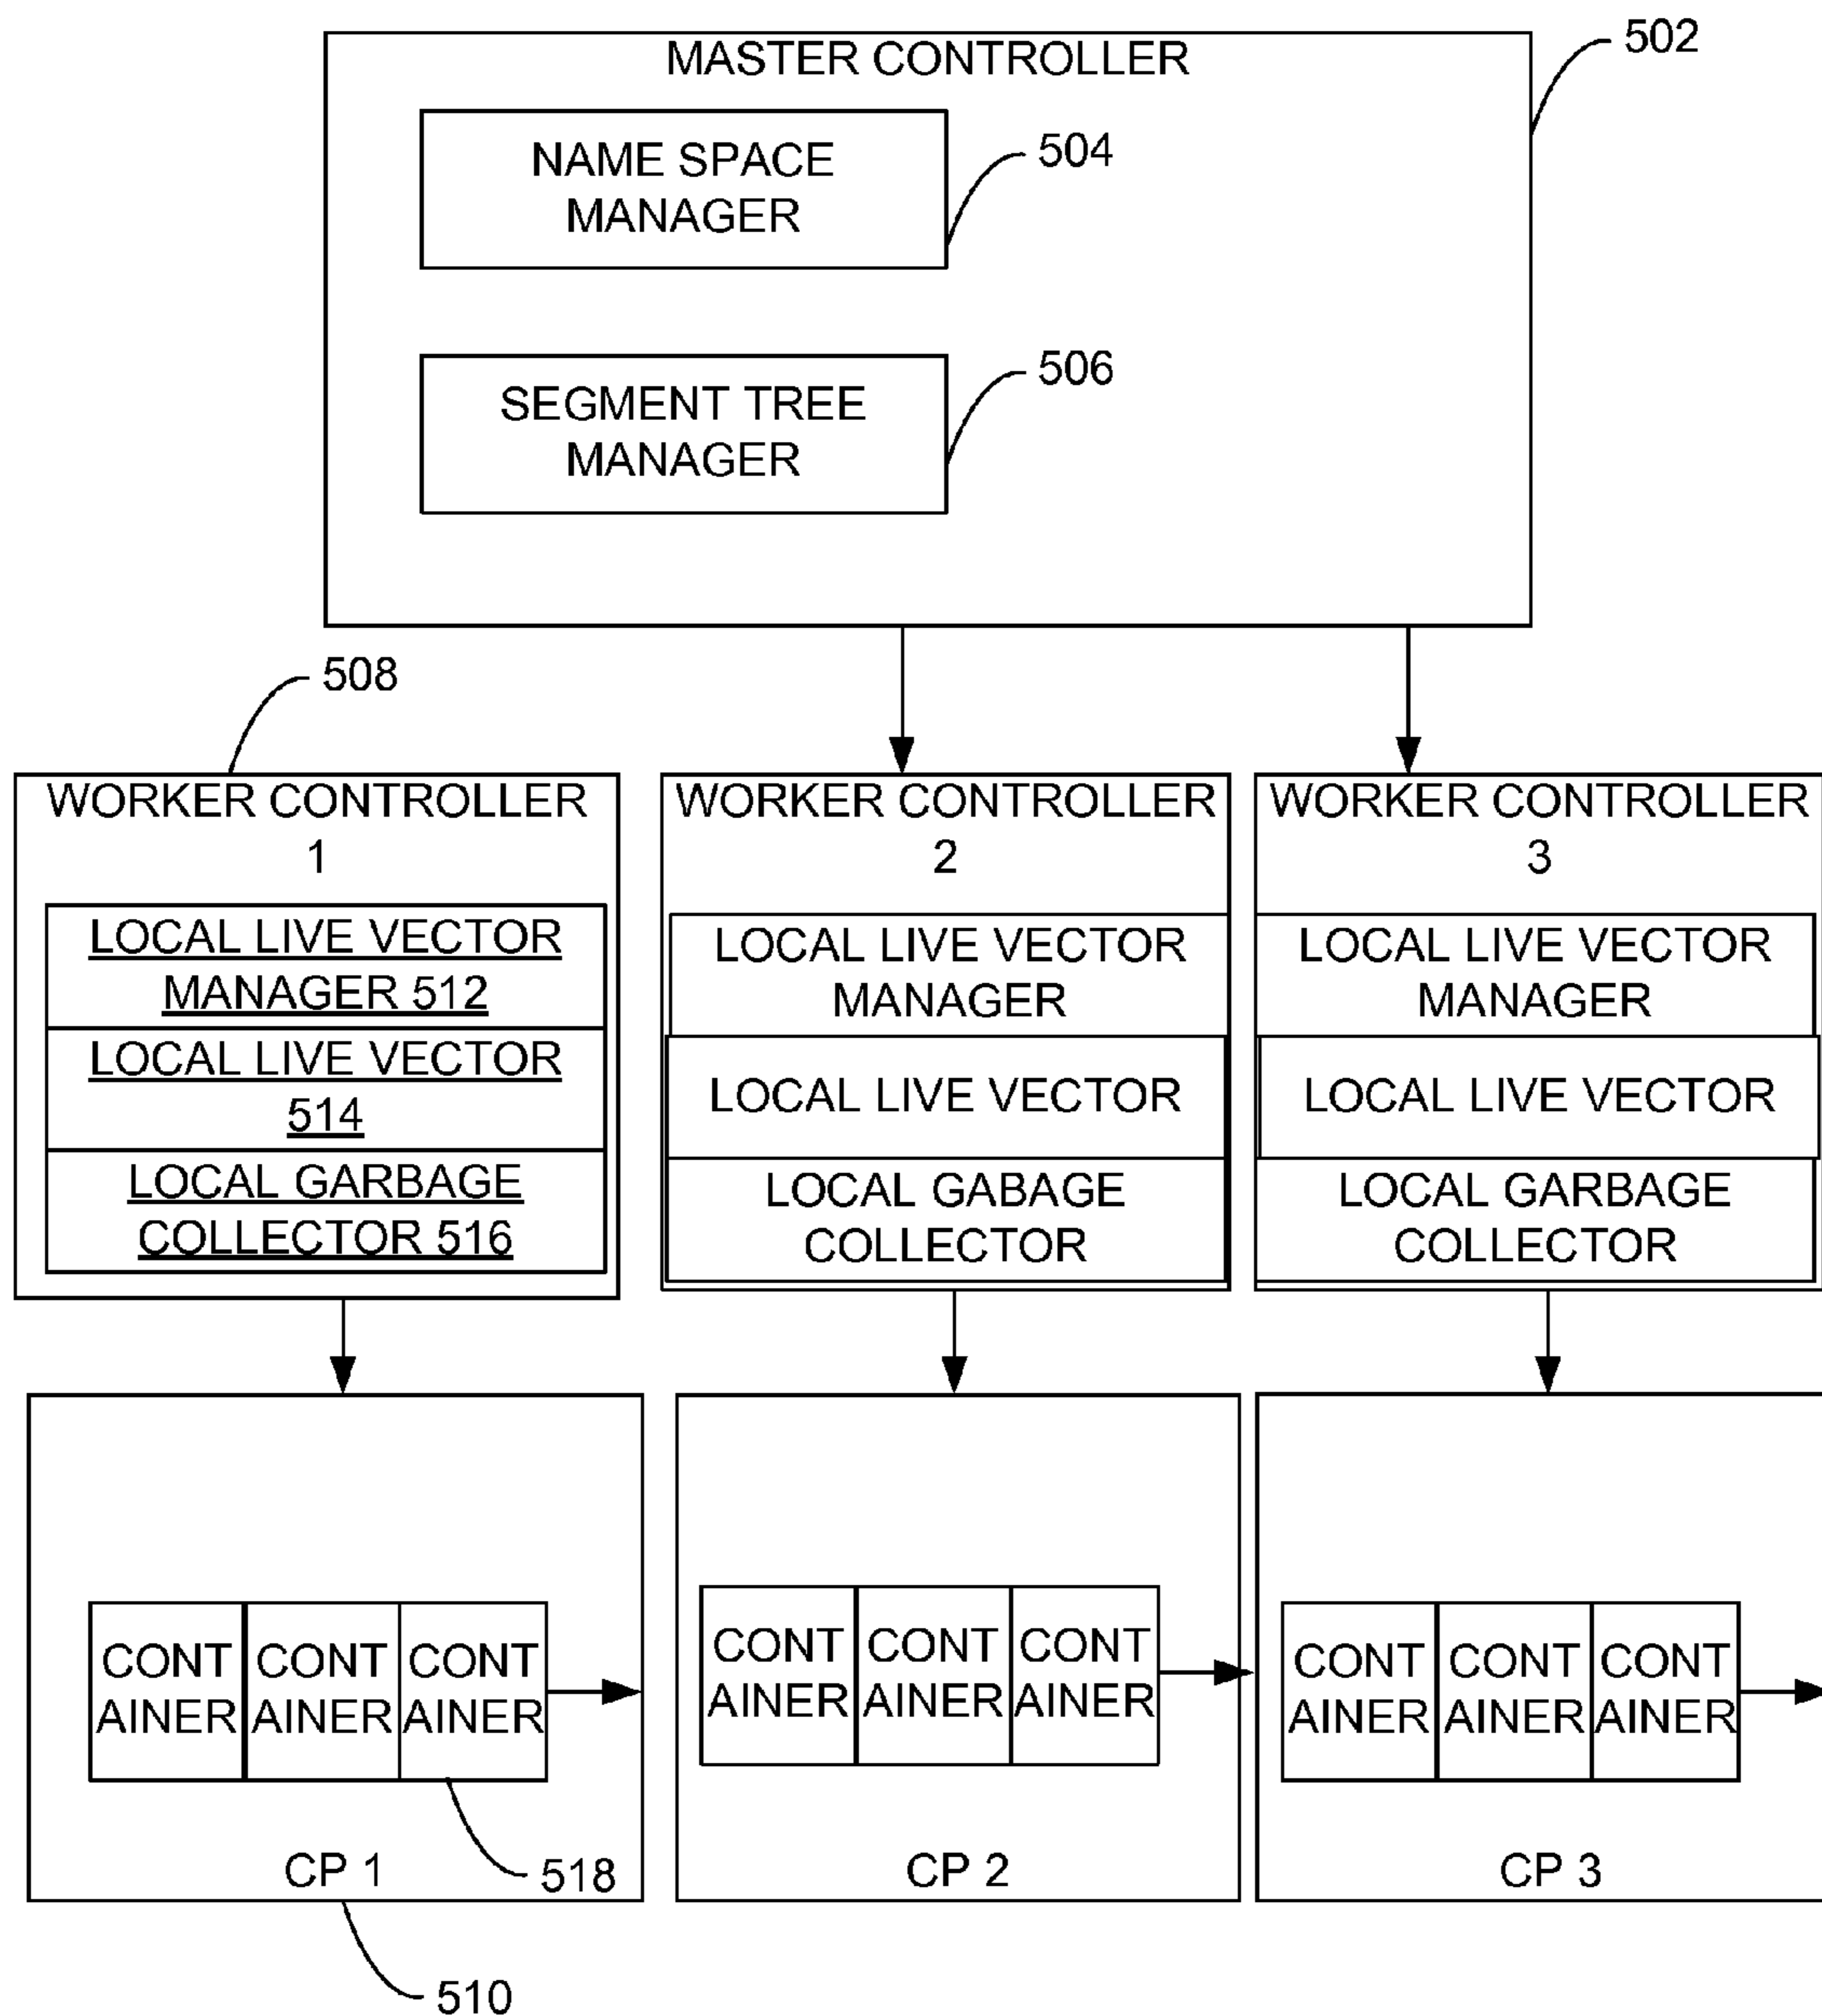 MASTER CONTROLLER
502
NAME SPACE
MANAGER
504
SEGMENT TREE
MANAGER
506
508
WORKER CONTROLLER
1
LOCAL LIVE VECTOR
MANAGER 512
LOCAL LIVE VECTOR
514
LOCAL GARBAGE
COLLECTOR 516
WORKER CONTROLLER
2
LOCAL LIVE VECTOR
MANAGER
LOCAL LIVE VECTOR
LOCAL GABAGE
COLLECTOR
WORKER CONTROLLER
3
LOCAL LIVE VECTOR
MANAGER
LOCAL LIVE VECTOR
LOCAL GARBAGE
COLLECTOR
CONT
AINER
CONT
AINER
CONT
AINER
CP 1
518
510
CONT
AINER
CONT
AINER
CONT
AINER
CP 2
CONT
AINER
CONT
AINER
CONT
AINER
CP 3